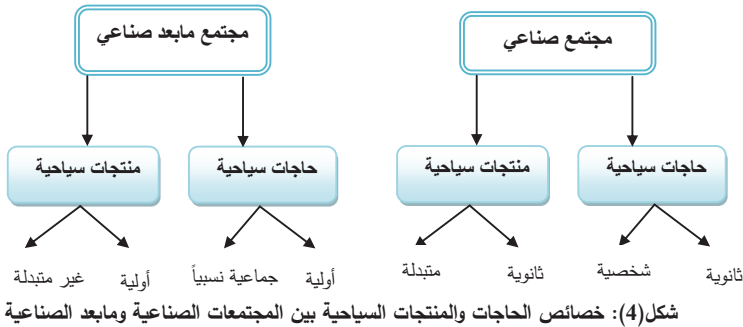 مجتمع صناعي
مجتمع مابعد صناعي
حاجات سياحية
منتجات سياحية
حاجات سياحية
منتجات سياحية
ثانوية
شخصية
ثانوية
متبدلة
أولية
جماعية نسبياً
أولية
غير متبدلة
شكل(4): خصائص الحاجات والمنتجات السياحية بين المجتمعات الصناعية ومابعد الصناعية